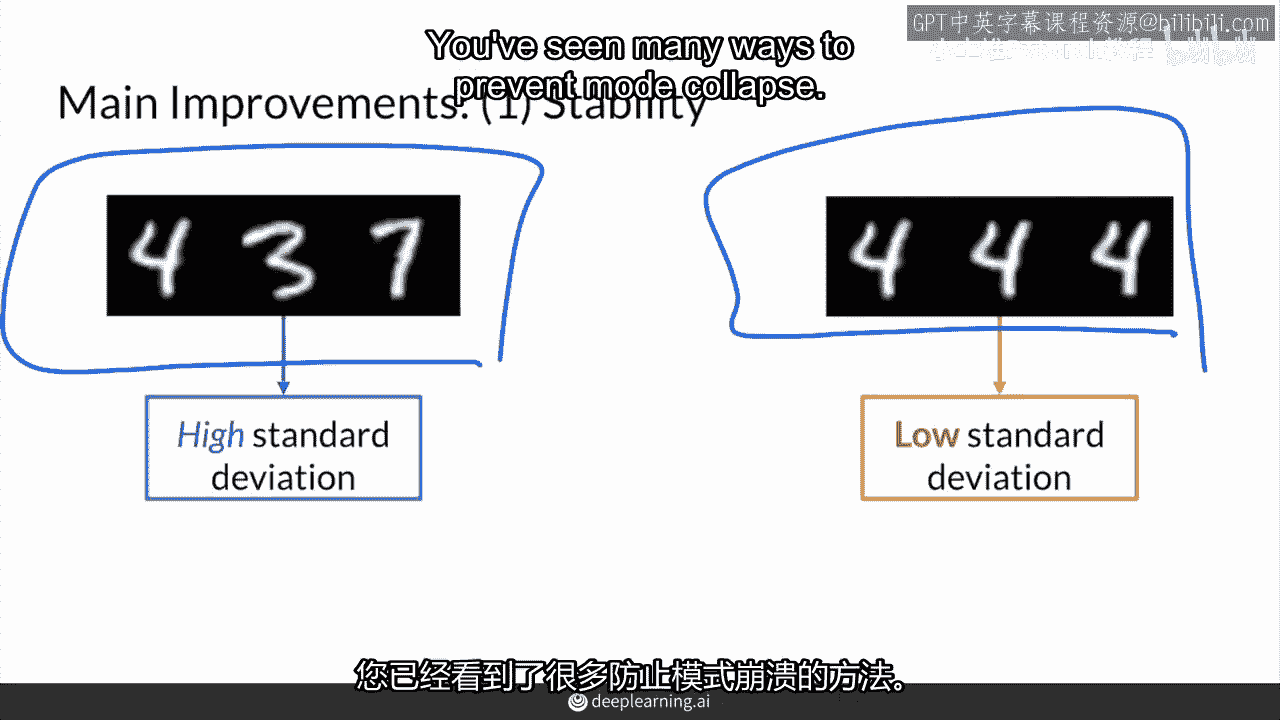 GPT中英字幕课程资源@bilibili.com
You've seen many ways to
prevent mode collapse.
Main Improvements: (1) Stability
4 3 7
4 4 4
High standard
deviation
Low standard
deviation
您已经看到了很多防止模式崩溃的方法。
deeplearning.ai